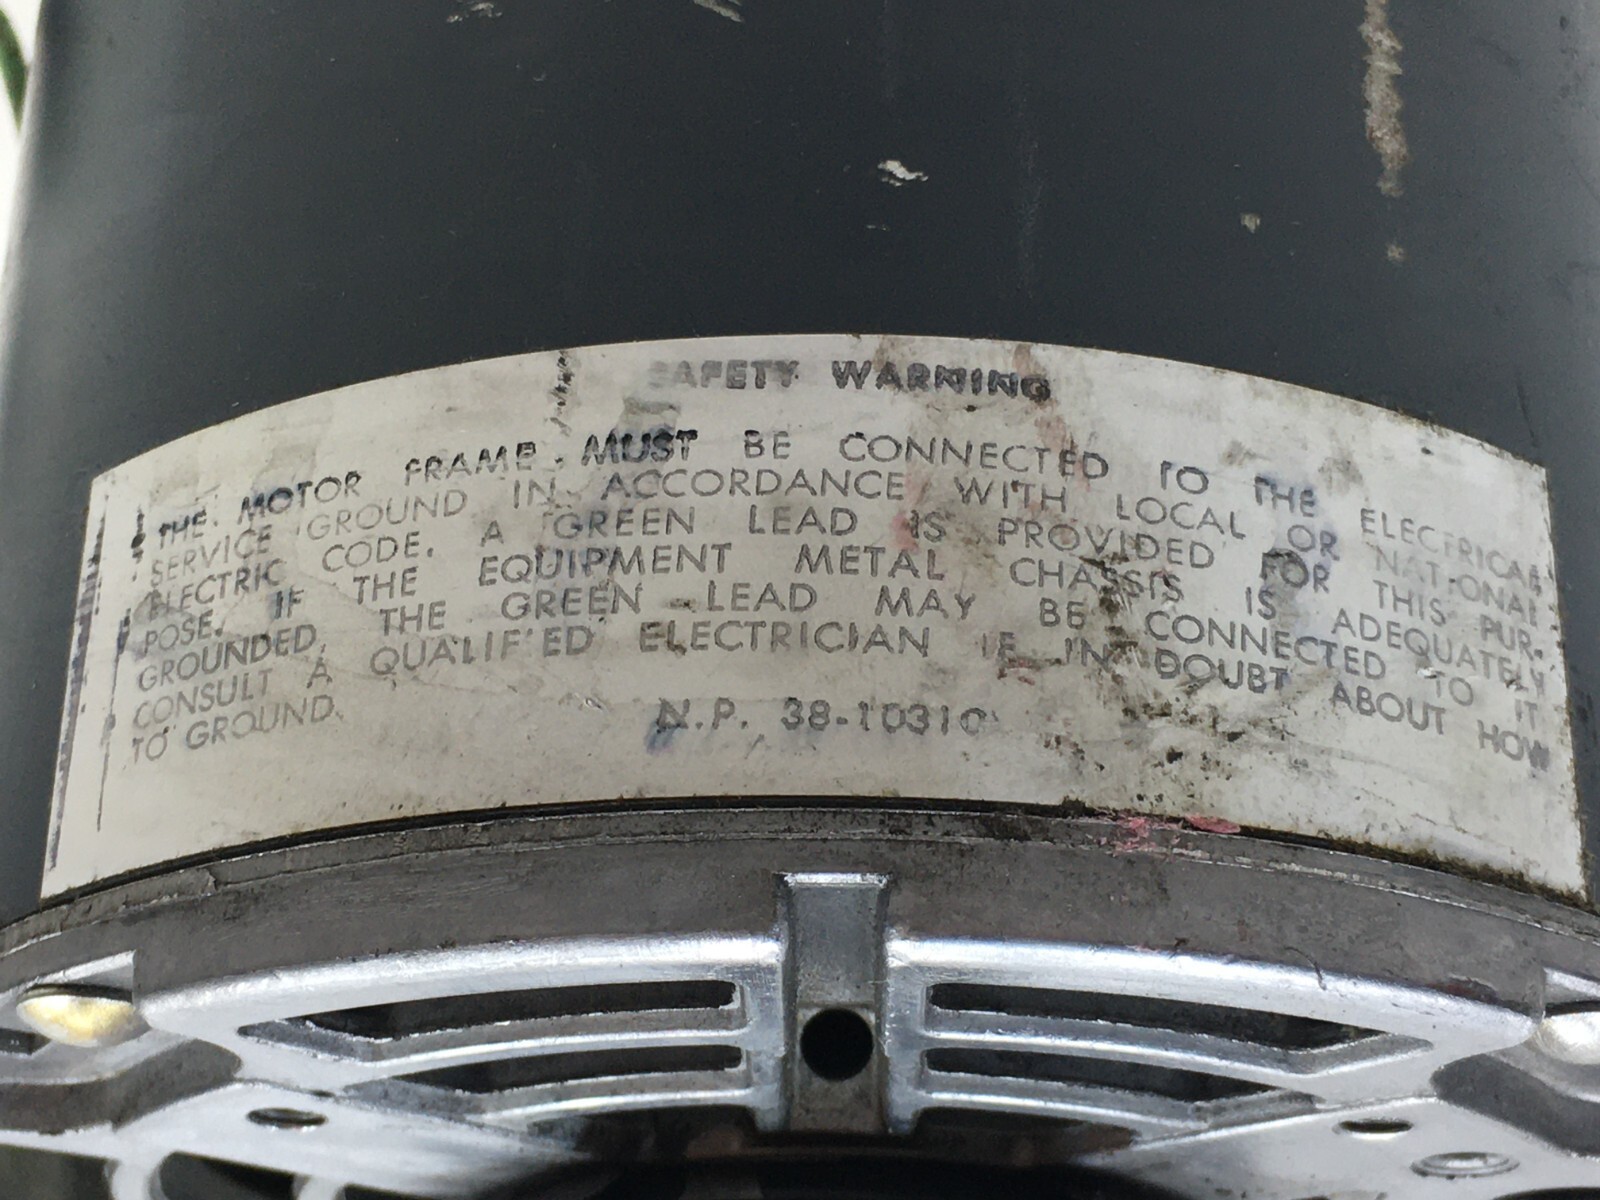 SAFETY WARNING
THE MOTOR FRAME MUST BE CONNECTED TO THE ELECTRICAL
SERVICE GROUND IN ACCORDANCE WITH LOCAL OR NATIONAL
ELECTRIC CODE. A GREEN LEAD IS PROVIDED FOR THIS PUR-
POSE. IF THE EQUIPMENT METAL CHASSIS IS ADEQUATELY
GROUNDED, THE GREEN LEAD MAY BE CONNECTED TO IT
CONSULT A QUALIFIED ELECTRICIAN IF IN DOUBT ABOUT HOW
TO GROUND.
N.P. 38-10310